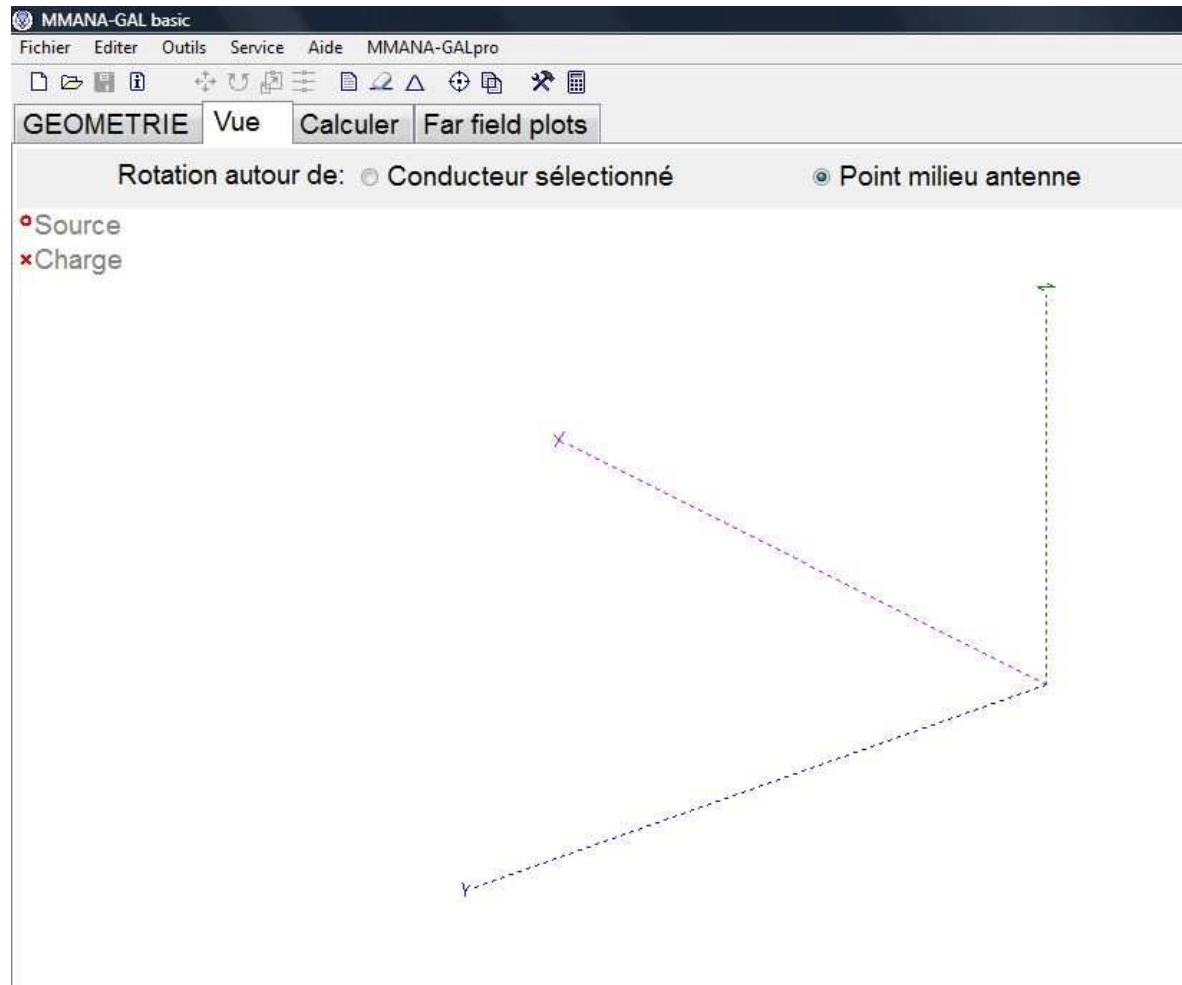 MMANA-GAL basic
Fichier Editer Outils Service Aide MMANA-GALpro
GEOMETRIE Vue Calculer Far field plots
Rotation autour de: Conducteur sélectionné Point milieu antenne
Source
Charge
X
Y